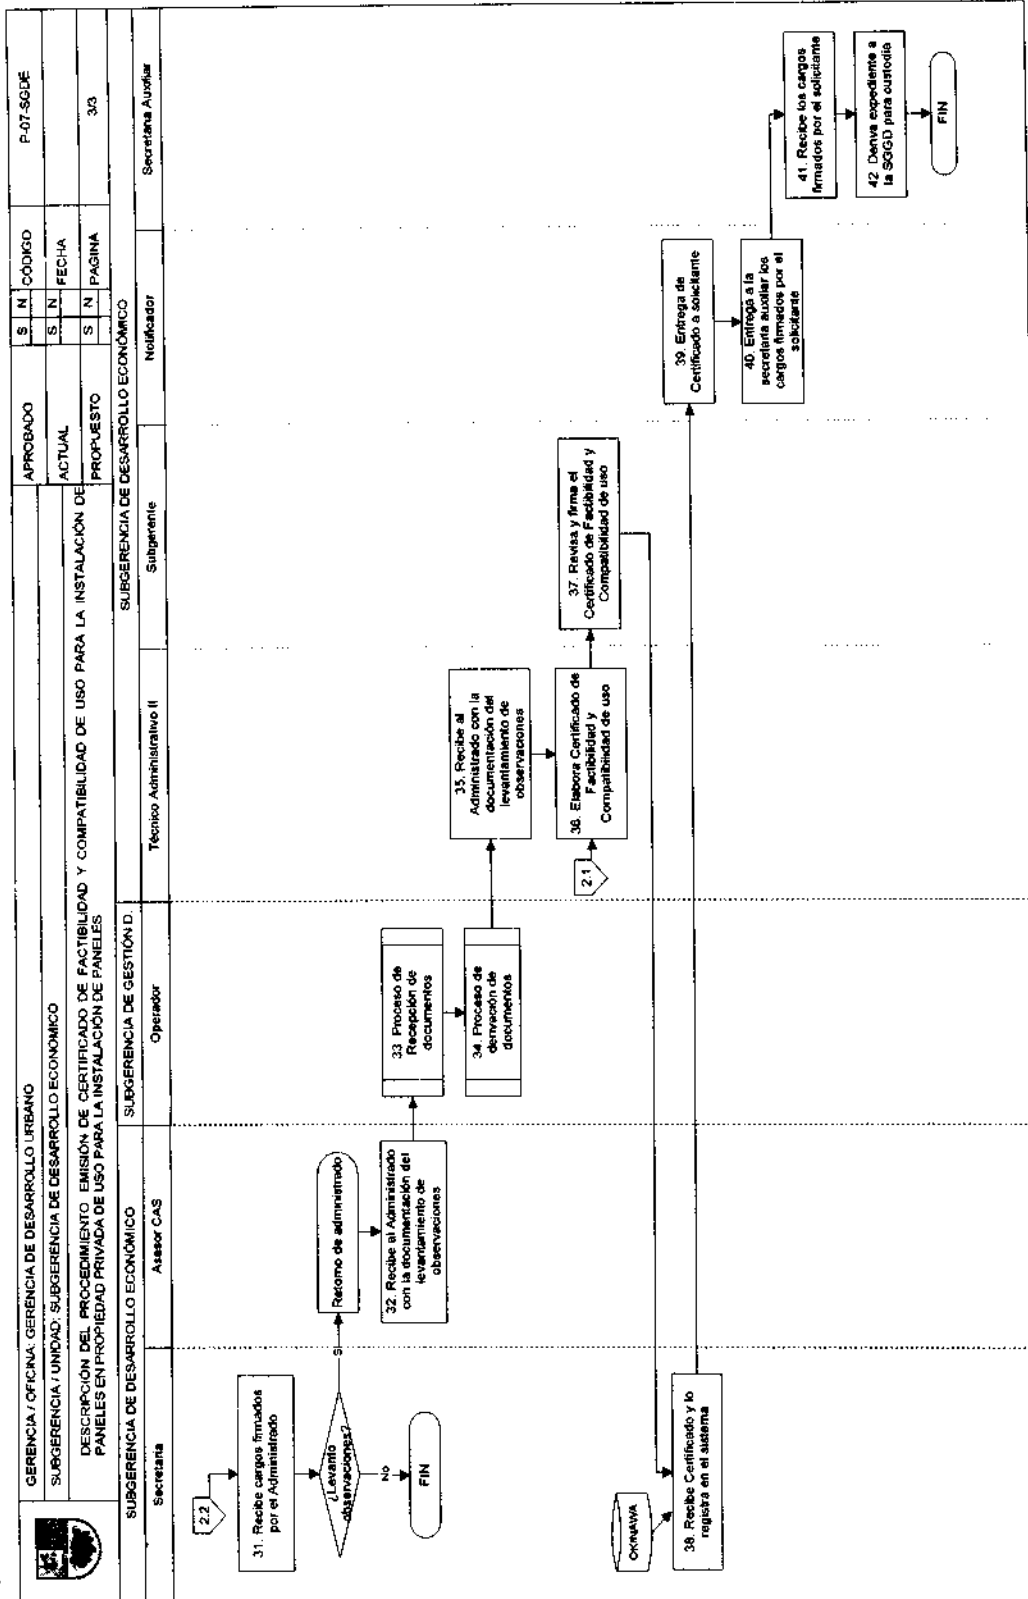 GERENCIA / OFICINA: GERENCIA DE DESARROLLO URBANO
APROBADO
S N
CÓDIGO
P-07-SGDE
SUBGERENCIA / UNIDAD: SUBGERENCIA DE DESARROLLO ECONOMICO
ACTUAL
S N
FECHA
DESCRIPCIÓN DEL PROCEDIMIENTO EMISIÓN DE CERTIFICADO DE FACTIBILIDAD Y COMPATIBILIDAD DE USO PARA LA INSTALACIÓN DE
PANELES EN PROPIEDAD PRIVADA DE USO PARA LA INSTALACIÓN DE PANELES
PROPUESTO
S N
PAGINA
3/3
SUBGERENCIA DE DESARROLLO ECONÓMICO
SUBGERENCIA DE GESTIÓN D.
SUBGERENCIA DE DESARROLLO ECONÓMICO
Secretaria
Asesor CAS
Operador
Técnico Administrativo II
Subgerente
Notificador
Secretaria Auxiliar
2.2
31. Recibe cargos firmados
por el Administrado
¿Levanto
observaciones?
Si
No
FIN
Retorno de administrado
32. Recibe al Administrado
con la documentación del
levantamiento de
observaciones
33 Proceso de
Recepción de
documentos
34. Proceso de
derivación de
documentos
35. Recibe al
Administrado con la
documentación del
levantamiento de
observaciones
2.1
36. Elabora Certificado de
Factibilidad y
Compatibilidad de uso
37. Revisa y firma el
Certificado de Factibilidad y
Compatibilidad de uso
OKINAWA
38. Recibe Certificado y lo
registra en el sistema
39. Entrega de
Certificado a solicitante
40. Entrega a la
secretaria auxiliar los
cargos firmados por el
solicitante
41. Recibe los cargos
firmados por el solicitante
42 Deriva expediente a
la SGGD para custodia
FIN